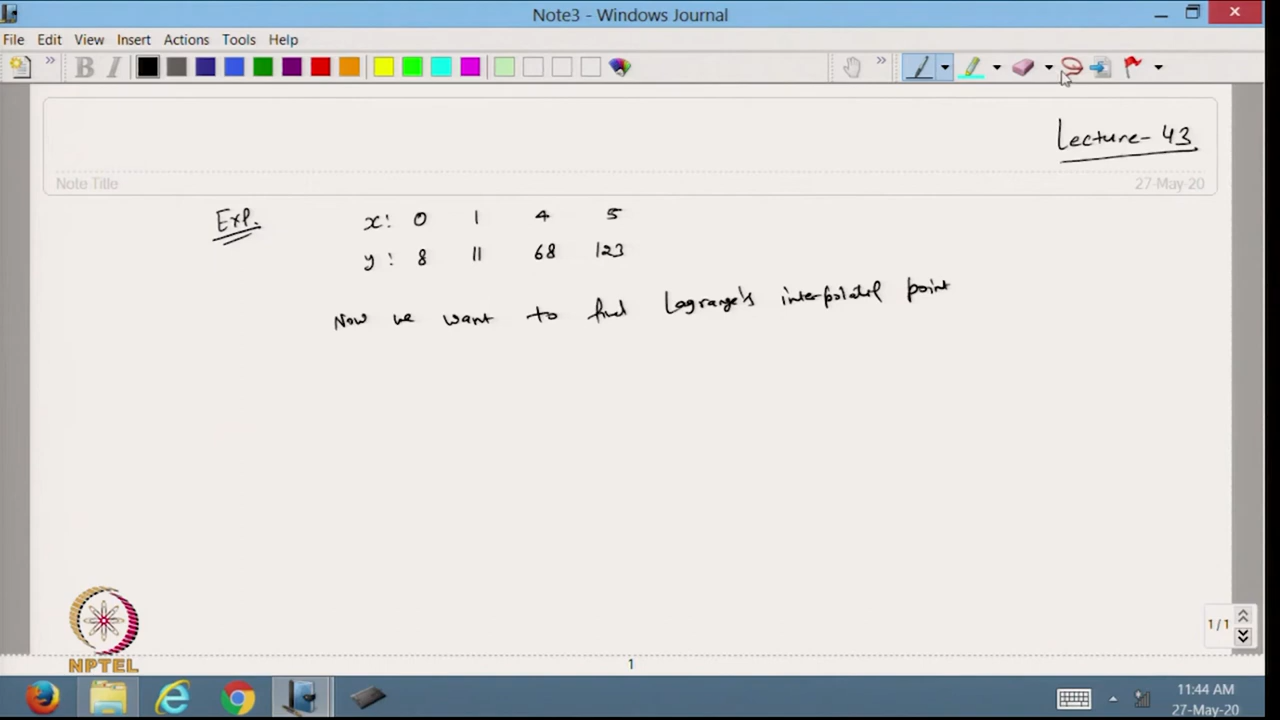 Note3 - Windows Journal
File Edit View Insert Actions Tools Help
Lecture- 43
Note Title
27-May-20
Exp.
x: 0 1 4 5
y: 8 11 68 123
Now we want to find Lagrange's interpolated point
1/1
NPTEL
1
11:44 AM
27-May-20